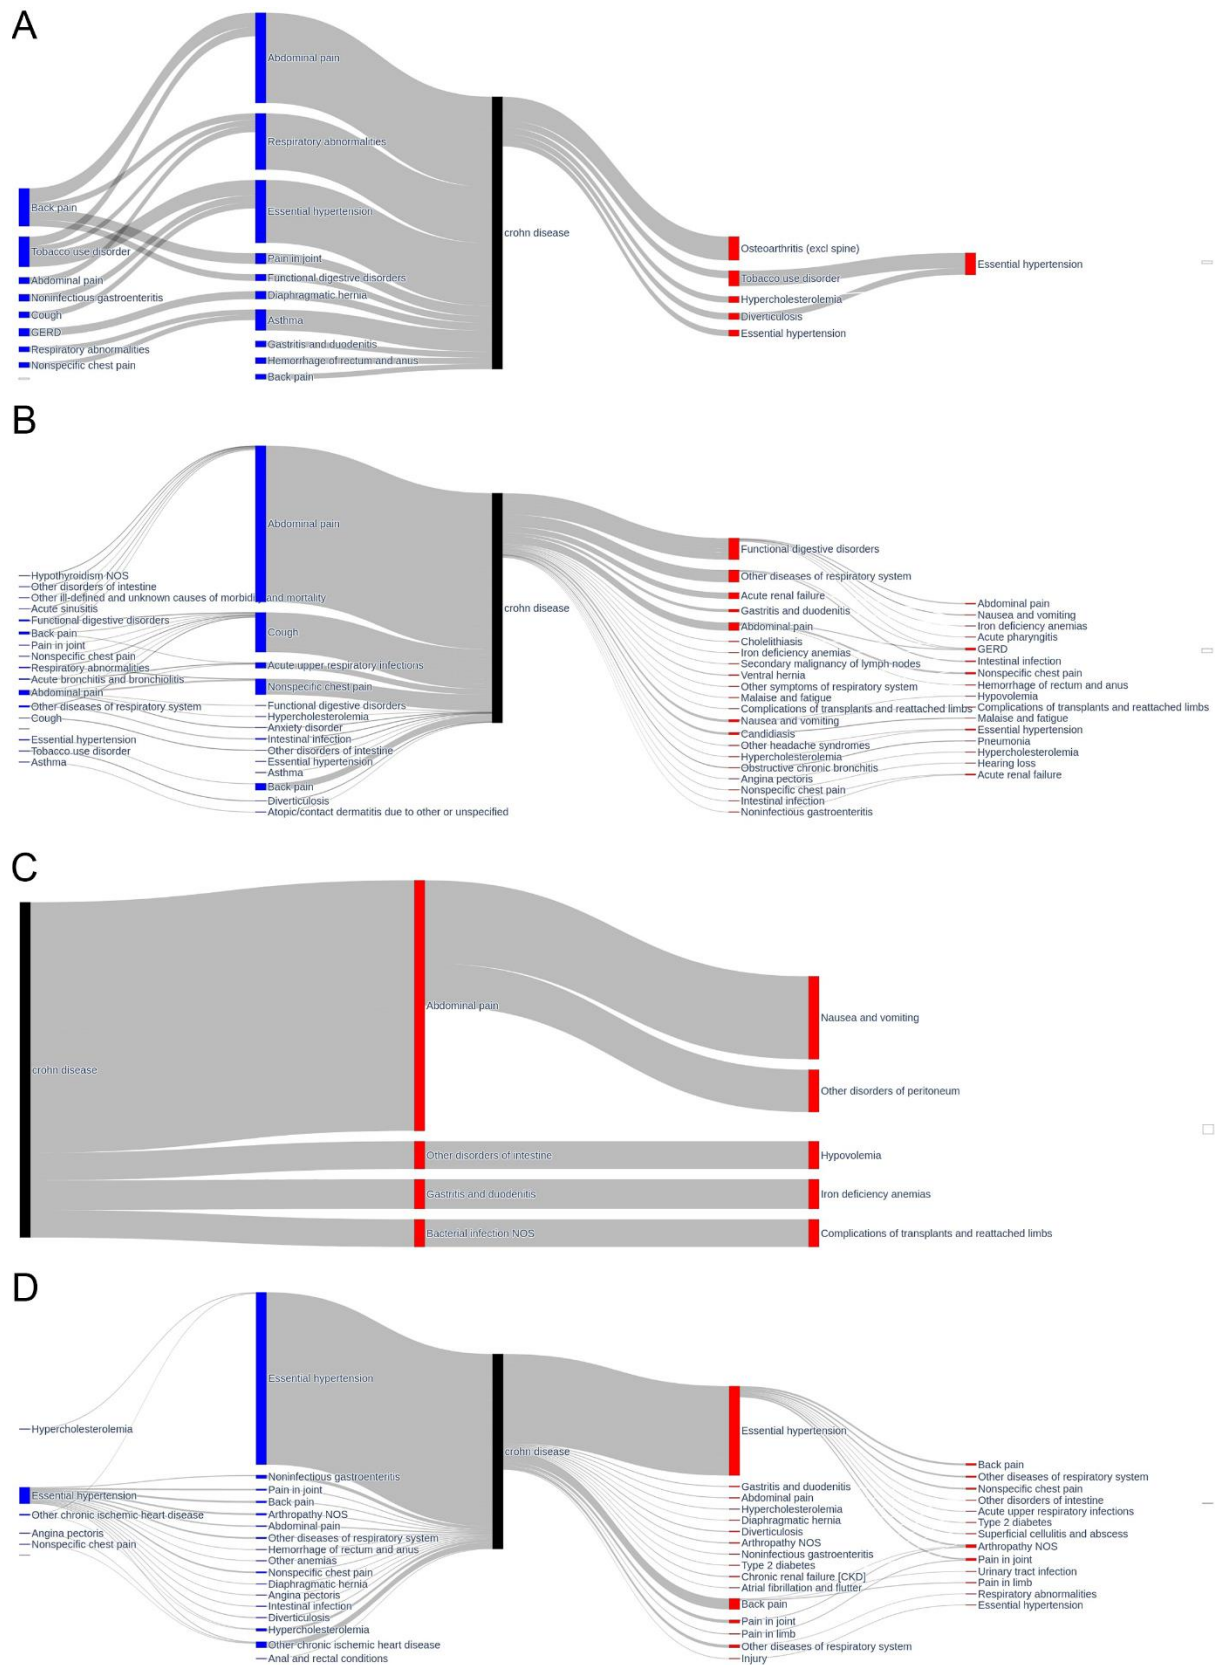 A
Abdominal pain
Respiratory abnormalities
Back pain
Essential hypertension
crohn disease
Osteoarthritis (excl spine)
Tobacco use disorder
Pain in joint
Essential hypertension
Abdominal pain
Functional digestive disorders
Tobacco use disorder
Noninfectious gastroenteritis
Diaphragmatic hernia
Hypercholesterolemia
Cough
Asthma
Diverticulosis
GERD
Gastritis and duodenitis
Essential hypertension
Respiratory abnormalities
Hemorrhage of rectum and anus
Nonspecific chest pain
Back pain
B
Abdominal pain
Functional digestive disorders
Hypothyroidism NOS
Other diseases of respiratory system
Other disorders of intestine
Other ill-defined and unknown causes of morbidity and mortality
Acute renal failure
crohn disease
Abdominal pain
Acute sinusitis
Gastritis and duodenitis
Nausea and vomiting
Functional digestive disorders
Abdominal pain
Iron deficiency anemias
Back pain
Cough
Acute pharyngitis
Pain in joint
Cholelithiasis
GERD
Nonspecific chest pain
Iron deficiency anemias
Intestinal infection
Respiratory abnormalities
Acute upper respiratory infections
Secondary malignancy of lymph nodes
Nonspecific chest pain
Acute bronchitis and bronchiolitis
Ventral hernia
Hemorrhage of rectum and anus
Abdominal pain
Nonspecific chest pain
Other symptoms of respiratory system
Hypovolemia
Other diseases of respiratory system
Functional digestive disorders
Malaise and fatigue
Complications of transplants and reattached limbs
Cough
Hypercholesterolemia
Complications of transplants and reattached limbs
Malaise and fatigue
Anxiety disorder
Nausea and vomiting
Essential hypertension
Essential hypertension
Intestinal infection
Candidiasis
Pneumonia
Tobacco use disorder
Other disorders of intestine
Other headache syndromes
Hypercholesterolemia
Asthma
Essential hypertension
Hypercholesterolemia
Hearing loss
Asthma
Obstructive chronic bronchitis
Acute renal failure
Back pain
Angina pectoris
Diverticulosis
Nonspecific chest pain
Atopic/contact dermatitis due to other or unspecified
Intestinal infection
Noninfectious gastroenteritis
C
Abdominal pain
Nausea and vomiting
crohn disease
Other disorders of peritoneum
Other disorders of intestine
Hypovolemia
Gastritis and duodenitis
Iron deficiency anemias
Bacterial infection NOS
Complications of transplants and reattached limbs
D
Essential hypertension
Hypercholesterolemia
Essential hypertension
crohn disease
Back pain
Noninfectious gastroenteritis
Other diseases of respiratory system
Pain in joint
Gastritis and duodenitis
Nonspecific chest pain
Essential hypertension
Back pain
Abdominal pain
Other disorders of intestine
Other chronic ischemic heart disease
Arthropathy NOS
Hypercholesterolemia
Acute upper respiratory infections
Abdominal pain
Diaphragmatic hernia
Type 2 diabetes
Angina pectoris
Other diseases of respiratory system
Diverticulosis
Superficial cellulitis and abscess
Nonspecific chest pain
Hemorrhage of rectum and anus
Arthropathy NOS
Arthropathy NOS
Other anemias
Noninfectious gastroenteritis
Pain in joint
Nonspecific chest pain
Type 2 diabetes
Urinary tract infection
Diaphragmatic hernia
Chronic renal failure [CKD]
Pain in limb
Angina pectoris
Atrial fibrillation and flutter
Respiratory abnormalities
Intestinal infection
Back pain
Essential hypertension
Diverticulosis
Pain in joint
Hypercholesterolemia
Pain in limb
Other chronic ischemic heart disease
Other diseases of respiratory system
Anal and rectal conditions
Injury